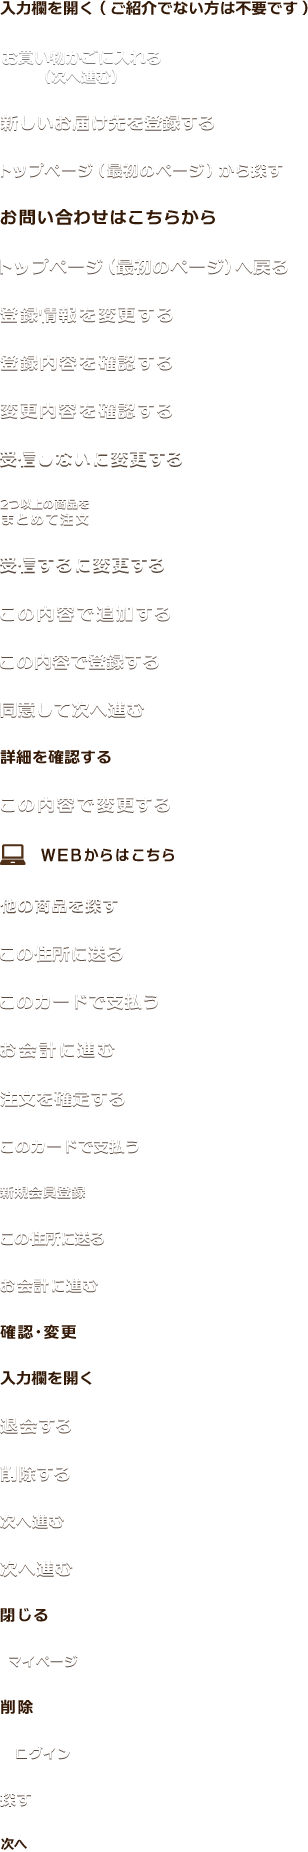 入力欄を開く（ご紹介でない方は不要です）
お買い物かごに入れる
（次へ進む）
新しいお届け先を登録する
トップページ（最初のページ）から探す
お問い合わせはこちらから
トップページ（最初のページ）へ戻る
登録情報を変更する
登録内容を確認する
変更内容を確認する
受信しないに変更する
2つ以上の商品を
まとめて注文
受信するに変更する
この内容で追加する
この内容で登録する
同意して次へ進む
詳細を確認する
この内容で変更する
WEBからはこちら
他の商品を探す
この住所に送る
このカードで支払う
お会計に進む
注文を確定する
このカードで支払う
新規会員登録
この住所に送る
お会計に進む
確認・変更
入力欄を開く
退会する
削除する
次へ進む
次へ進む
閉じる
マイページ
削除
ログイン
探す
次へ